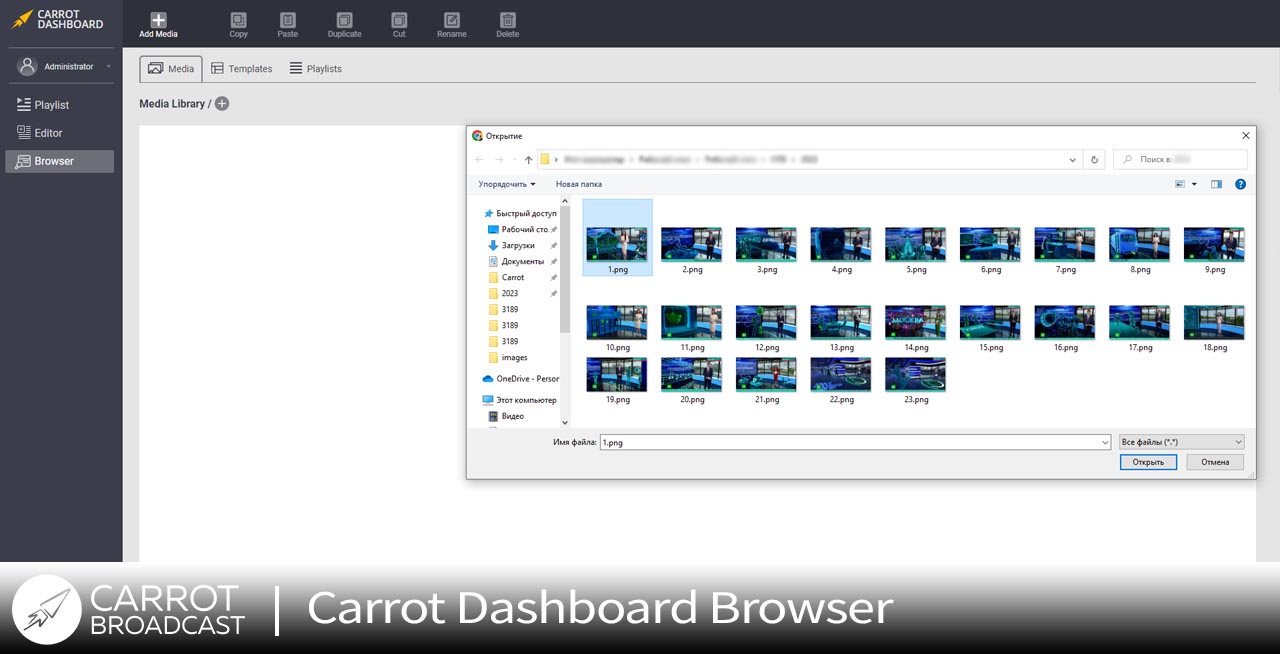 CARROT
DASHBOARD
Add Media
Copy
Paste
Duplicate
Cut
Rename
Delete
Administrator
Playlist
Editor
Browser
Media
Templates
Playlists
Media Library /
Открытие
Поиск в:
Упорядочить
Новая папка
Быстрый доступ
Рабочий сто
Загрузки
Документы
Carrot
2023
3189
3189
3189
images
OneDrive - Person
Этот компьютер
Видео
1.png
2.png
3.png
4.png
5.png
6.png
7.png
8.png
9.png
10.png
11.png
12.png
13.png
14.png
15.png
16.png
17.png
18.png
19.png
20.png
21.png
22.png
23.png
МОСКВА
Имя файла:
1.png
Все файлы (*.*)
Открыть
Отмена
CARROT
BROADCAST
Carrot Dashboard Browser